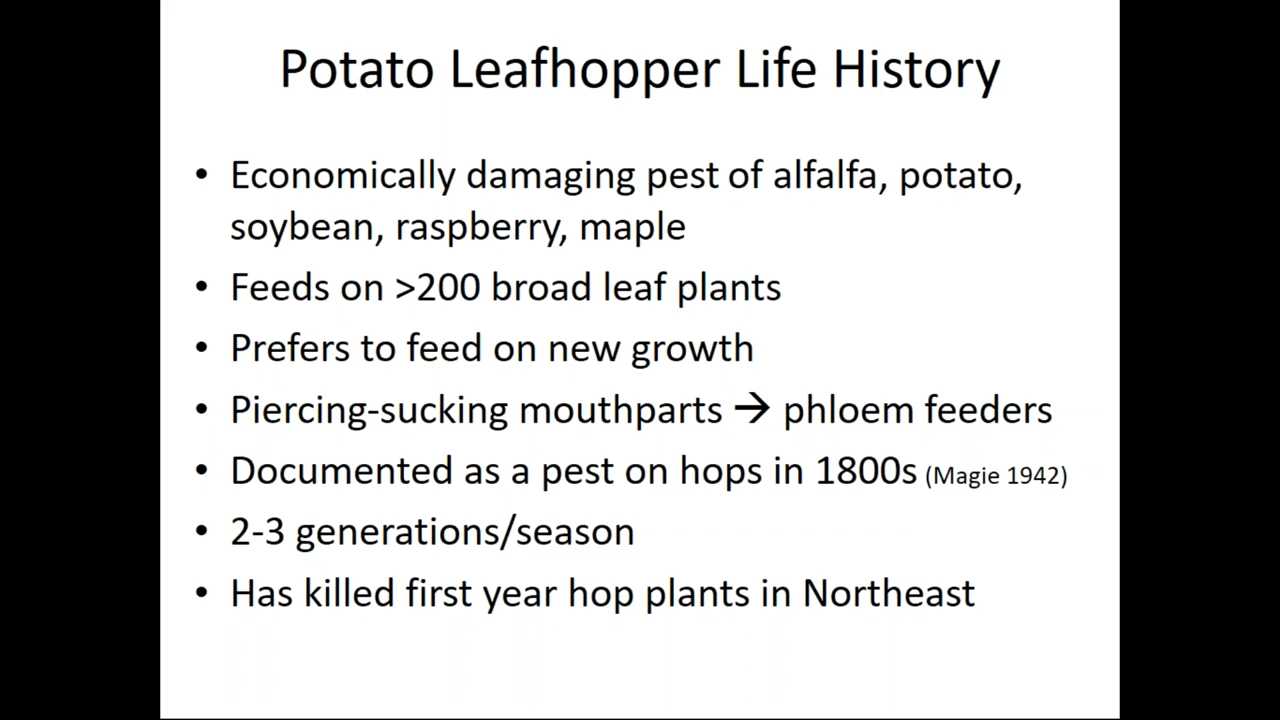 Potato Leafhopper Life History
• Economically damaging pest of alfalfa, potato,
soybean, raspberry, maple
• Feeds on >200 broad leaf plants
• Prefers to feed on new growth
• Piercing-sucking mouthparts → phloem feeders
• Documented as a pest on hops in 1800s (Magie 1942)
• 2-3 generations/season
• Has killed first year hop plants in Northeast